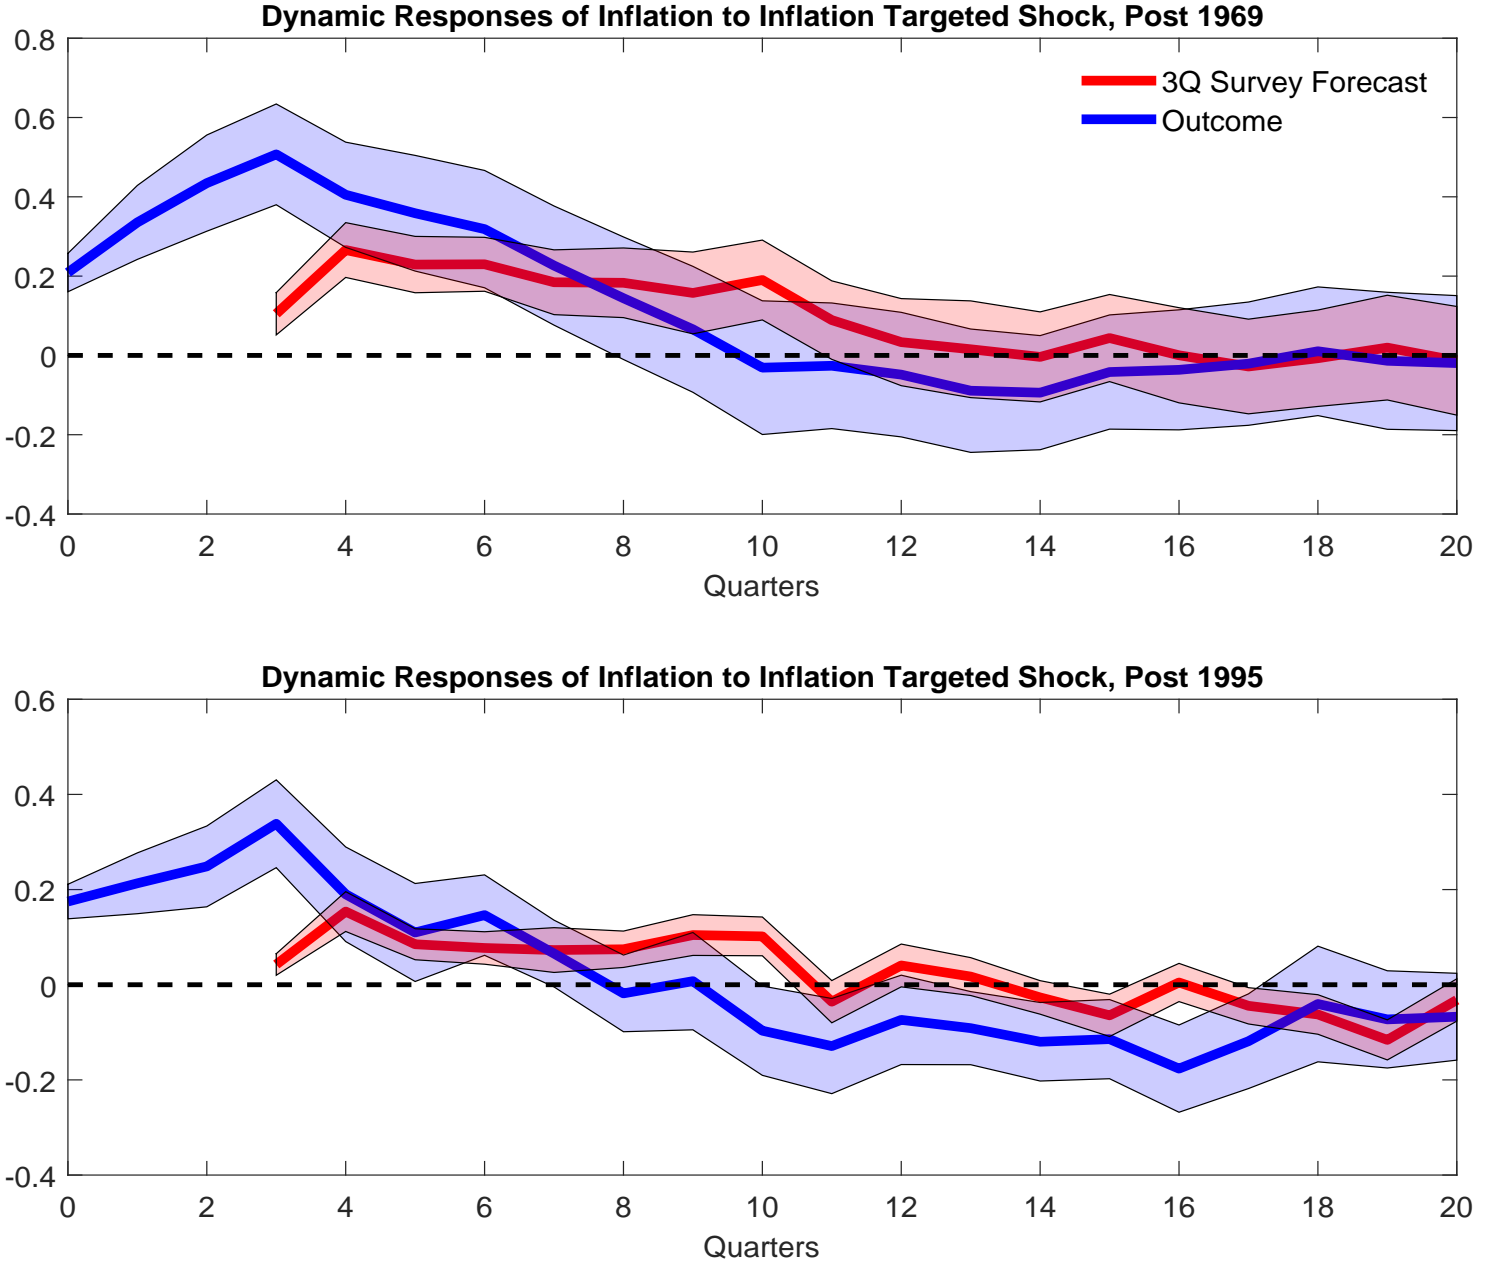 Dynamic Responses of Inflation to Inflation Targeted Shock, Post 1969
0.8
0.6
0.4
0.2
0
-0.2
-0.4
3Q Survey Forecast
Outcome
0 2 4 6 8 10 12 14 16 18 20
Quarters
Dynamic Responses of Inflation to Inflation Targeted Shock, Post 1995
0.6
0.4
0.2
0
-0.2
-0.4
0 2 4 6 8 10 12 14 16 18 20
Quarters